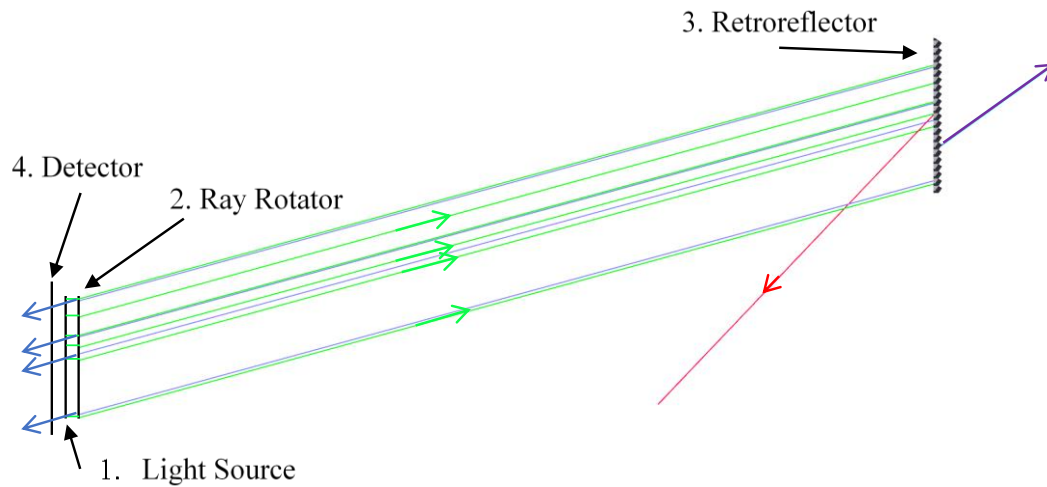 3. Retroreflector
4. Detector
2. Ray Rotator
1. Light Source